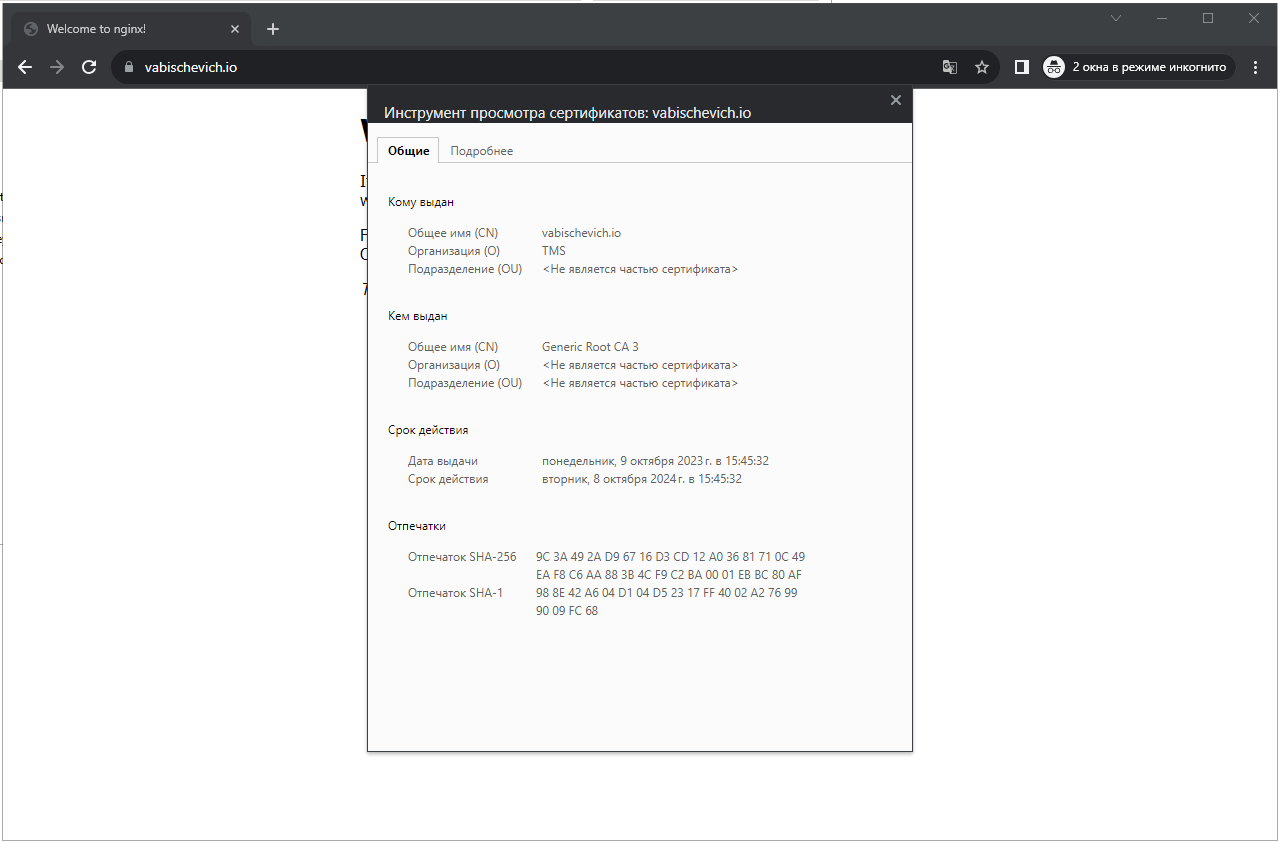 Welcome to nginx!
vabischevich.io
2 окна в режиме инкогнито
Инструмент просмотра сертификатов: vabischevich.io
Общие Подробнее
Кому выдан
Общее имя (CN) vabischevich.io
Организация (O) TMS
Подразделение (OU) <Не является частью сертификата>
Кем выдан
Общее имя (CN) Generic Root CA 3
Организация (O) <Не является частью сертификата>
Подразделение (OU) <Не является частью сертификата>
Срок действия
Дата выдачи понедельник, 9 октября 2023 г. в 15:45:32
Срок действия вторник, 8 октября 2024 г. в 15:45:32
Отпечатки
Отпечаток SHA-256 9C 3A 49 2A D9 67 16 D3 CD 12 A0 36 81 71 0C 49
EA F8 C6 AA 88 3B 4C F9 C2 BA 00 01 EB BC 80 AF
Отпечаток SHA-1 98 8E 42 A6 04 D1 04 D5 23 17 FF 40 02 A2 76 99
90 09 FC 68